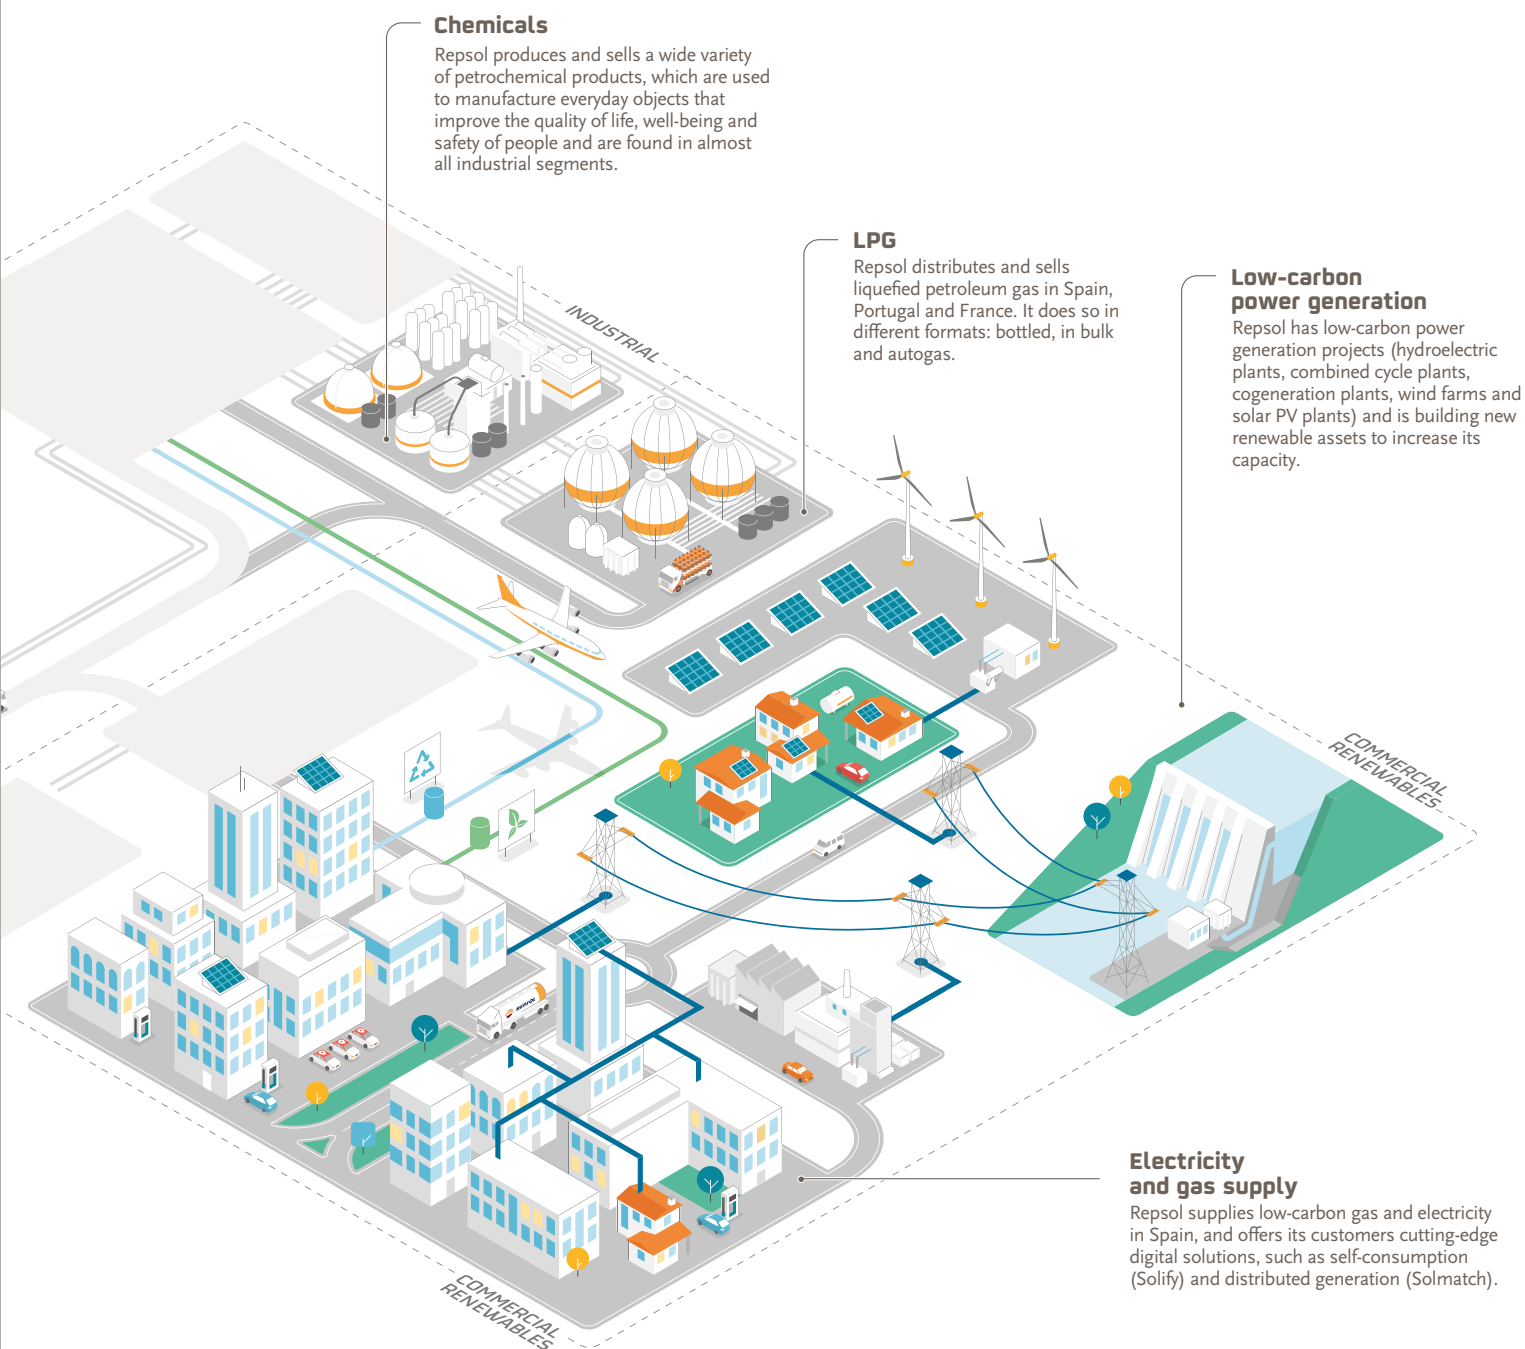 Chemicals
Repsol produces and sells a wide variety
of petrochemical products, which are used
to manufacture everyday objects that
improve the quality of life, well-being and
safety of people and are found in almost
all industrial segments.
LPG
Repsol distributes and sells
liquefied petroleum gas in Spain,
Portugal and France. It does so in
different formats: bottled, in bulk
and autogas.
Low-carbon
power generation
Repsol has low-carbon power
generation projects (hydroelectric
plants, combined cycle plants,
cogeneration plants, wind farms and
solar PV plants) and is building new
renewable assets to increase its
capacity.
INDUSTRIAL
COMMERCIAL
RENEWABLES
REPSOL
Electricity
and gas supply
Repsol supplies low-carbon gas and electricity
in Spain, and offers its customers cutting-edge
digital solutions, such as self-consumption
(Solify) and distributed generation (Solmatch).
COMMERCIAL
RENEWABLES